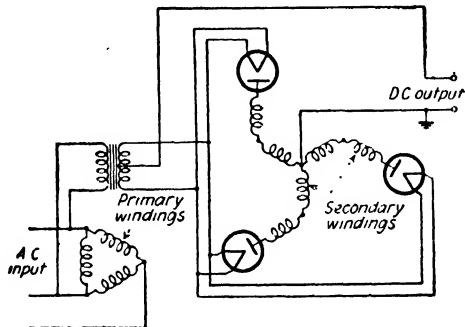 DC output
Primary
windings
Secondary
windings
AC
input